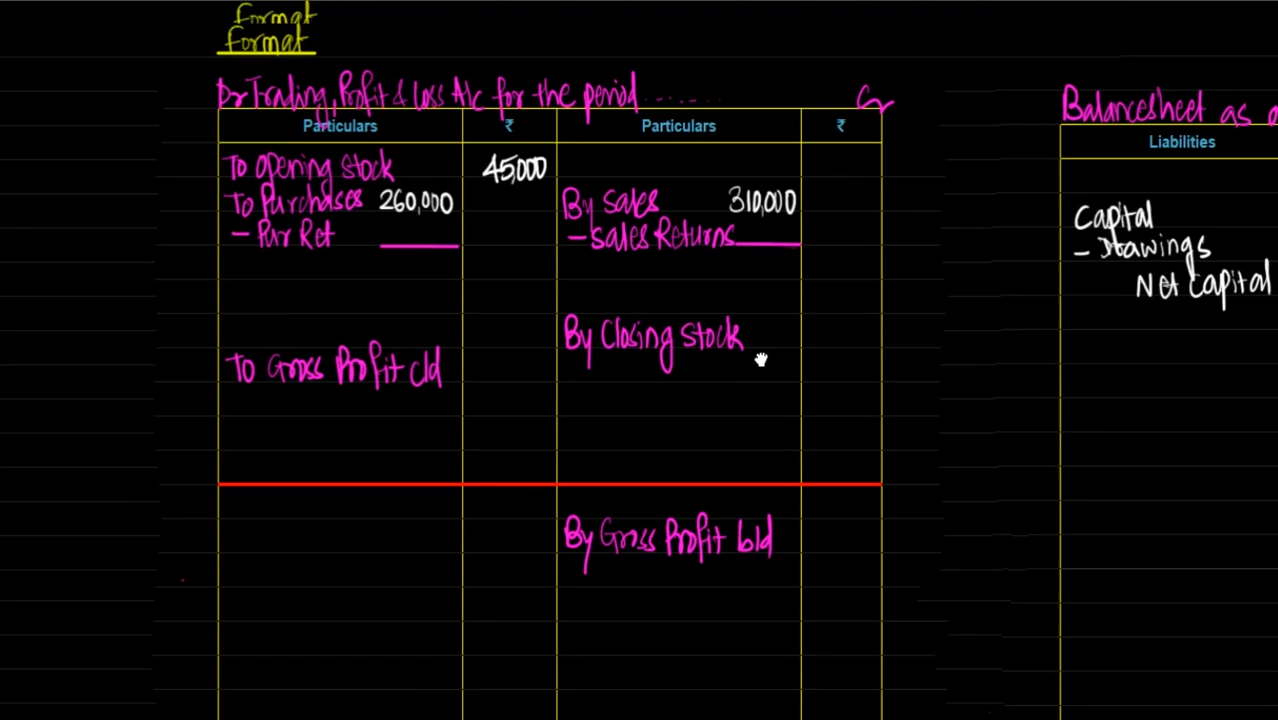 Format
Format
Dr Trading, Profit & Loss A/c for the period ........ Cr
Particulars ₹ Particulars ₹
To Opening Stock 45,000
To Purchases 260,000 By Sales 310,000
- Pur Ret - Sales Returns
By Closing Stock
To Gross Profit c/d
By Gross Profit b/d
Balancesheet as o
Liabilities
Capital
- Drawings
Net Capital